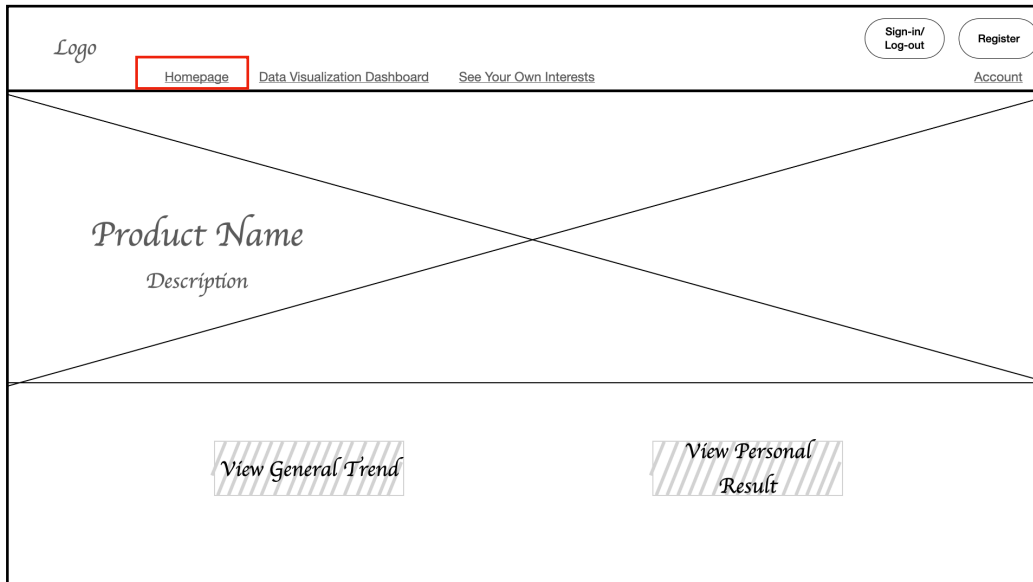 Logo
Sign-in/
Log-out
Register
Homepage
Data Visualization Dashboard
See Your Own Interests
Account
Product Name
Description
View General Trend
View Personal
Result